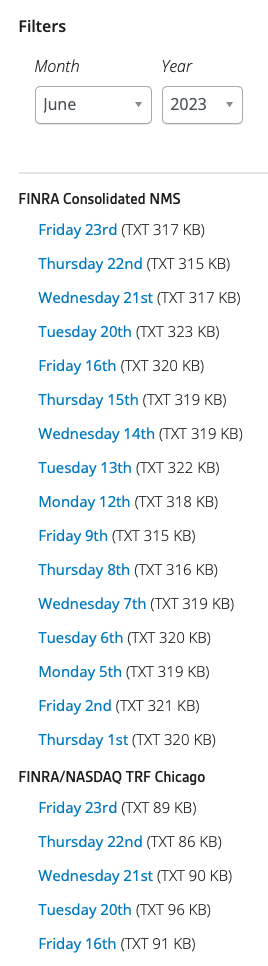 Filters
Month Year
June 2023
FINRA Consolidated NMS
Friday 23rd (TXT 317 KB)
Thursday 22nd (TXT 315 KB)
Wednesday 21st (TXT 317 KB)
Tuesday 20th (TXT 323 KB)
Friday 16th (TXT 320 KB)
Thursday 15th (TXT 319 KB)
Wednesday 14th (TXT 319 KB)
Tuesday 13th (TXT 322 KB)
Monday 12th (TXT 318 KB)
Friday 9th (TXT 315 KB)
Thursday 8th (TXT 316 KB)
Wednesday 7th (TXT 319 KB)
Tuesday 6th (TXT 320 KB)
Monday 5th (TXT 319 KB)
Friday 2nd (TXT 321 KB)
Thursday 1st (TXT 320 KB)
FINRA/NASDAQ TRF Chicago
Friday 23rd (TXT 89 KB)
Thursday 22nd (TXT 86 KB)
Wednesday 21st (TXT 90 KB)
Tuesday 20th (TXT 96 KB)
Friday 16th (TXT 91 KB)